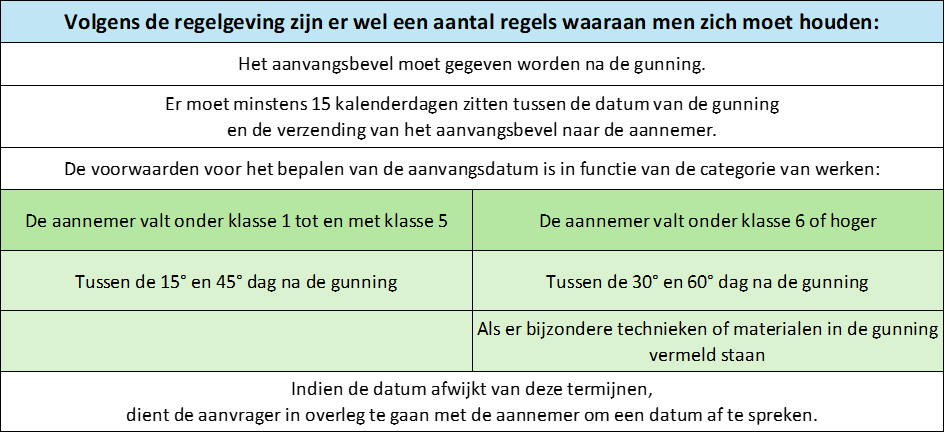 Volgens de regelgeving zijn er wel een aantal regels waaraan men zich moet houden:
Het aanvangsbevel moet gegeven worden na de gunning.
Er moet minstens 15 kalenderdagen zitten tussen de datum van de gunning
en de verzending van het aanvangsbevel naar de aannemer.
De voorwaarden voor het bepalen van de aanvangsdatum is in functie van de categorie van werken:
De aannemer valt onder klasse 1 tot en met klasse 5
De aannemer valt onder klasse 6 of hoger
Tussen de 15° en 45° dag na de gunning
Tussen de 30° en 60° dag na de gunning
Als er bijzondere technieken of materialen in de gunning
vermeld staan
Indien de datum afwijkt van deze termijnen,
dient de aanvrager in overleg te gaan met de aannemer om een datum af te spreken.